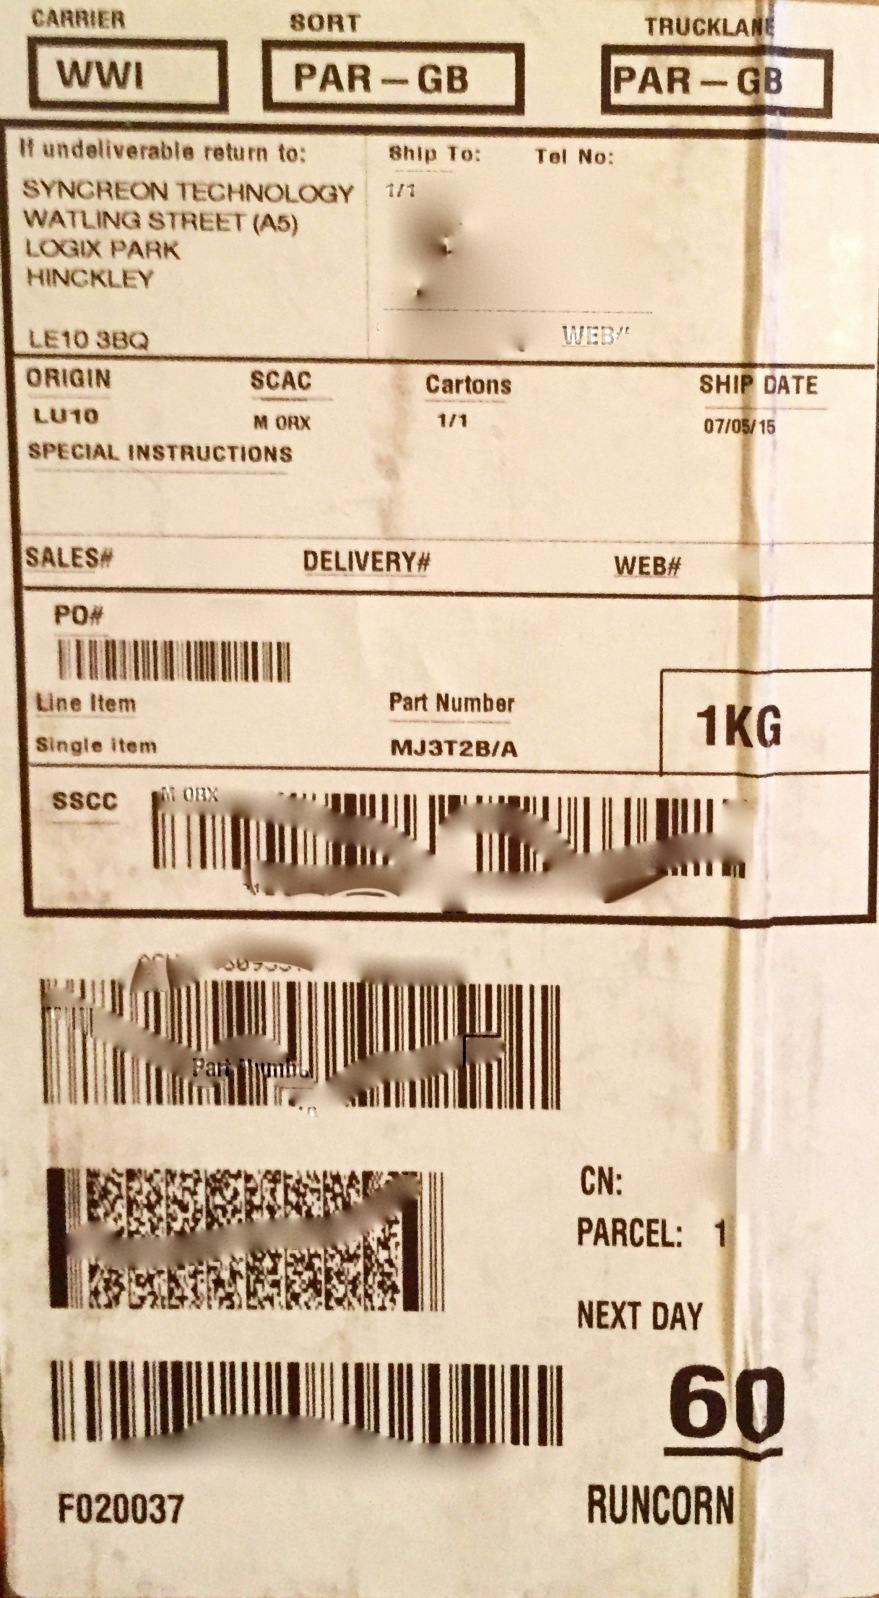 CARRIER SORT TRUCKLANE
WWI PAR – GB PAR – GB
If undeliverable return to: Ship To: Tel No:
SYNCREON TECHNOLOGY 1/1
WATLING STREET (A5)
LOGIX PARK
HINCKLEY
LE10 3BQ WEB#
ORIGIN SCAC Cartons SHIP DATE
LU10 M ORX 1/1 07/05/15
SPECIAL INSTRUCTIONS
SALES# DELIVERY# WEB#
PO#
Line Item Part Number
1KG
Single item MJ3T2B/A
SSCC M ORX
Part Numb
CN:
PARCEL: 1
NEXT DAY
60
F020037 RUNCORN